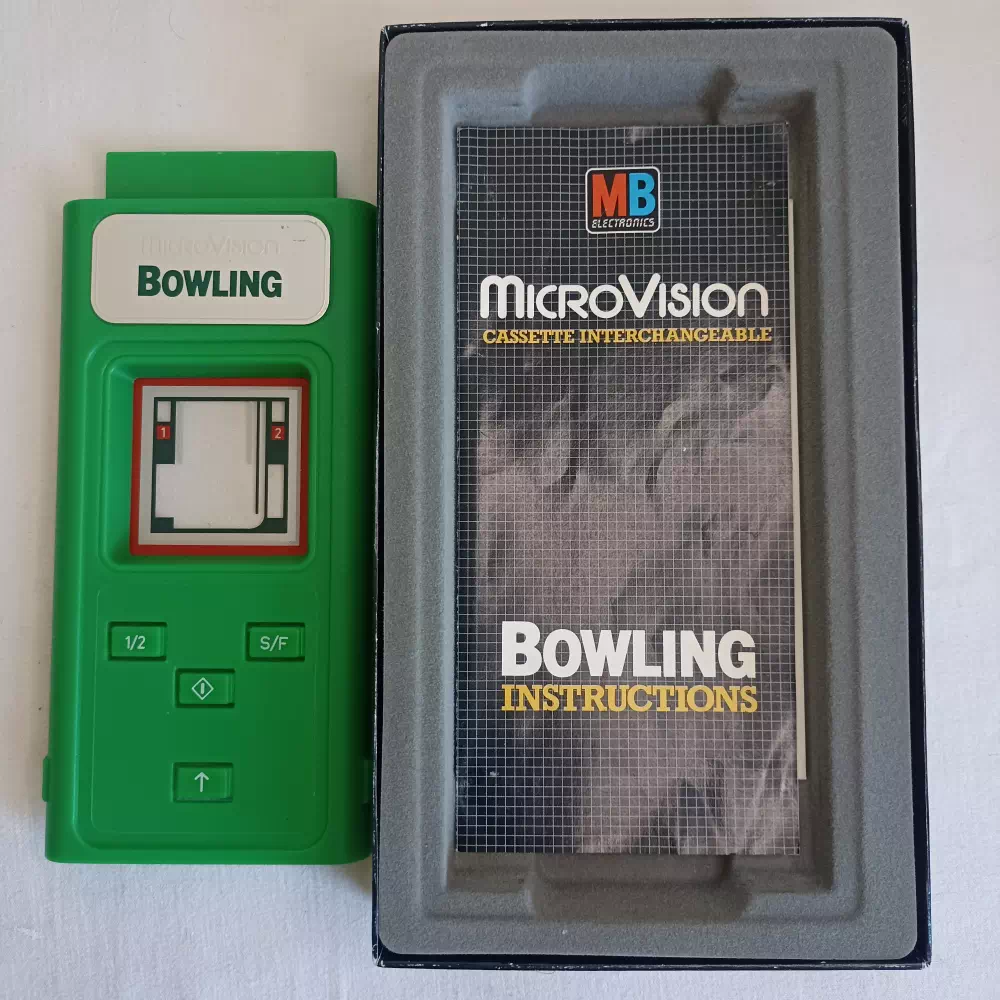 MICROVISION
BOWLING
1 2
1/2 S/F
MB
ELECTRONICS
MICROVISION
CASSETTE INTERCHANGEABLE
BOWLING
INSTRUCTIONS